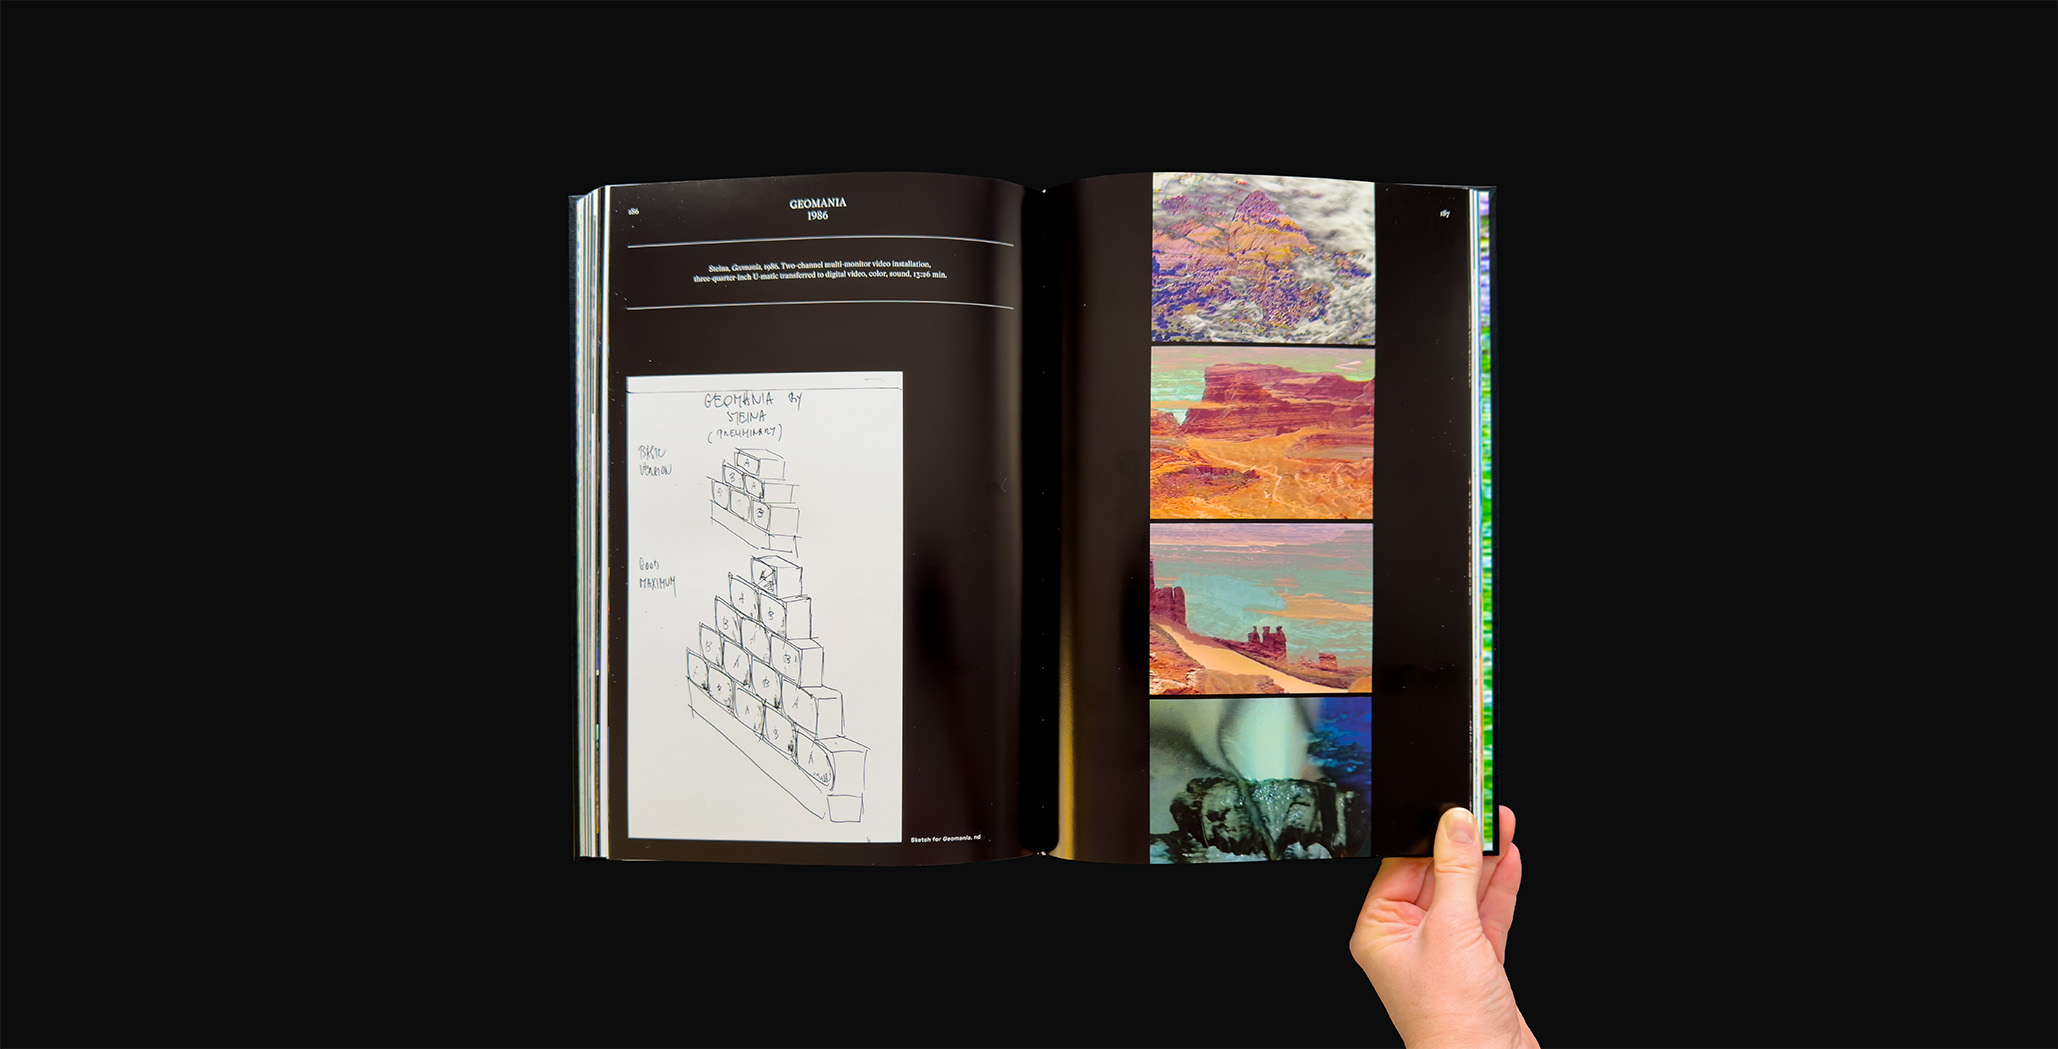 186
GEOMANIA
1986
Steina, Geomania, 1986. Two-channel multi-monitor video installation,
three-quarter-inch U-matic transferred to digital video, color, sound, 13:26 min.
GEOMANIA By
STEINA
(PRELIMINARY)
BASIC
VERSION
A
B A
B
GOOD
MAXIMUM
A
A B
B A B
B A B A
A B A
Sketch for Geomania, nd
187